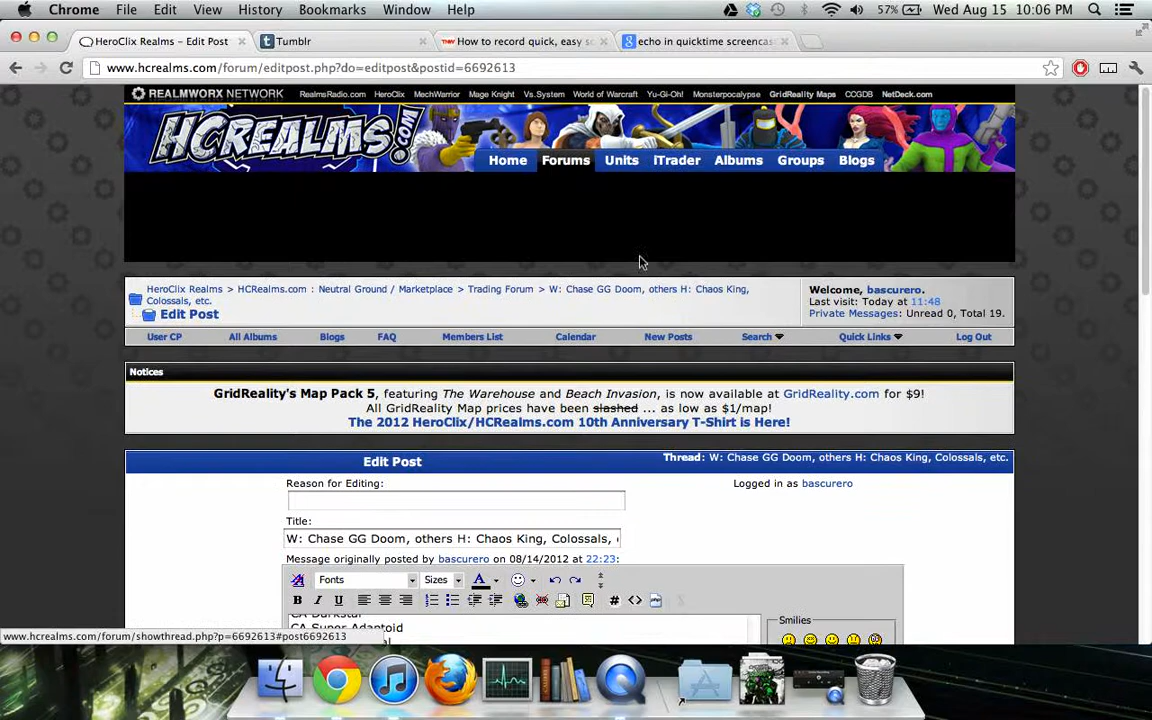 Chrome File Edit View History Bookmarks Window Help 57% Wed Aug 15 10:06 PM
HeroClix Realms – Edit Post Tumblr How to record quick, easy s echo in quicktime screencas
www.hcrealms.com/forum/editpost.php?do=editpost&postid=6692613
REALMWORX NETWORK RealmsRadio.com HeroClix MechWarrior Mage Knight Vs.System World of Warcraft Yu-Gi-Oh! Monsterpocalypse GridReality Maps CCGDB NetDeck.com
HCREALMS.com
Home Forums Units iTrader Albums Groups Blogs
HeroClix Realms > HCRealms.com : Neutral Ground / Marketplace > Trading Forum > W: Chase GG Doom, others H: Chaos King,
Colossals, etc.
Edit Post
Welcome, bascurero.
Last visit: Today at 11:48
Private Messages: Unread 0, Total 19.
User CP All Albums Blogs FAQ Members List Calendar New Posts Search Quick Links Log Out
Notices
GridReality's Map Pack 5, featuring The Warehouse and Beach Invasion, is now available at GridReality.com for $9!
All GridReality Map prices have been slashed ... as low as $1/map!
The 2012 HeroClix/HCRealms.com 10th Anniversary T-Shirt is Here!
Edit Post Thread: W: Chase GG Doom, others H: Chaos King, Colossals, etc.
Reason for Editing: Logged in as bascurero
Title:
W: Chase GG Doom, others H: Chaos King, Colossals,
Message originally posted by bascurero on 08/14/2012 at 22:23:
Fonts Sizes A
B I U
CA Darkstar
CA Super Adaptoid
Smilies
www.hcrealms.com/forum/showthread.php?p=6692613#post6692613